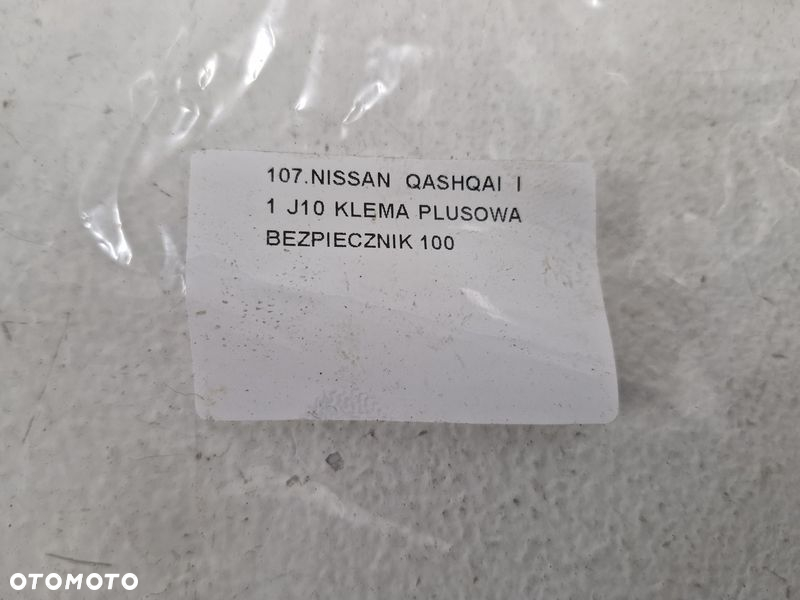 107.NISSAN QASHQAI I
1 J10 KLEMA PLUSOWA
BEZPIECZNIK 100
OTOMOTO